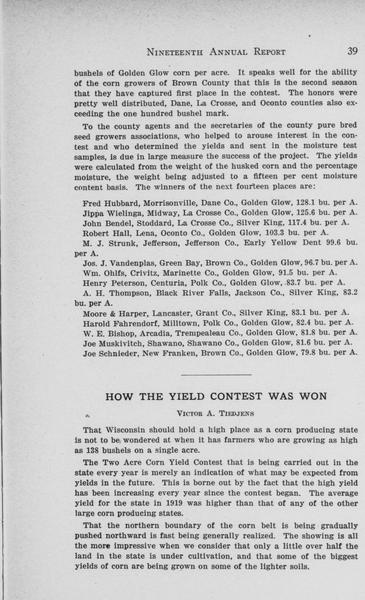 NINETEENTH ANNUAL REPORT 39
bushels of Golden Glow corn per acre. It speaks well for the ability
of the corn growers of Brown County that this is the second season
that they have captured first place in the contest. The honors were
pretty well distributed, Dane, La Crosse, and Oconto counties also ex-
ceeding the one hundred bushel mark.
To the county agents and the secretaries of the county pure bred
seed growers associations, who helped to arouse interest in the con-
test and who determined the yields and sent in the moisture test
samples, is due in large measure the success of the project. The yields
were calculated from the weight of the husked corn and the percentage
moisture, the weight being adjusted to a fifteen per cent moisture
content basis. The winners of the next fourteen places are:
Fred Hubbard, Morrisonville, Dane Co., Golden Glow, 128.1 bu. per A.
Jippa Wielinga, Midway, La Crosse Co., Golden Glow, 125.6 bu. per A.
John Bendel, Stoddard, La Crosse Co., Silver King, 117.4 bu. per A.
Robert Hall, Lena, Oconto Co., Golden Glow, 103.3 bu. per A.
M. J. Strunk, Jefferson, Jefferson Co., Early Yellow Dent 99.6 bu.
per A.
Jos. J. Vandenplas, Green Bay, Brown Co., Golden Glow, 96.7 bu. per A.
Wm. Ohlfs, Crivitz, Marinette Co., Golden Glow, 91.5 bu. per A.
Henry Peterson, Centuria, Polk Co., Golden Glow, 83.7 bu. per A.
A. H. Thompson, Black River Falls, Jackson Co., Silver King, 83.2
bu. per A.
Moore & Harper, Lancaster, Grant Co., Silver King, 83.1 bu. per A.
Harold Fahrendorf, Milltown, Polk Co., Golden Glow, 82.4 bu. per A.
W. E. Bishop, Arcadia, Trempealeau Co., Golden Glow, 81.8 bu. per A.
Joe Muskivitch, Shawano, Shawano Co., Golden Glow, 81.6 bu. per A.
Joe Schnieder, New Franken, Brown Co., Golden Glow, 79.8 bu. per A.
HOW THE YIELD CONTEST WAS WON
VICTOR A. TIEDJENS
That Wisconsin should hold a high place as a corn producing state
is not to be wondered at when it has farmers who are growing as high
as 138 bushels on a single acre.
The Two Acre Corn Yield Contest that is being carried out in the
state every year is merely an indication of what may be expected from
yields in the future. This is borne out by the fact that the high yield
has been increasing every year since the contest began. The average
yield for the state in 1919 was higher than that of any of the other
large corn producing states.
That the northern boundary of the corn belt is being gradually
pushed northward is fast being generally realized. The showing is all
the more impressive when we consider that only a little over half the
land in the state is under cultivation, and that some of the biggest
yields of corn are being grown on some of the lighter soils.